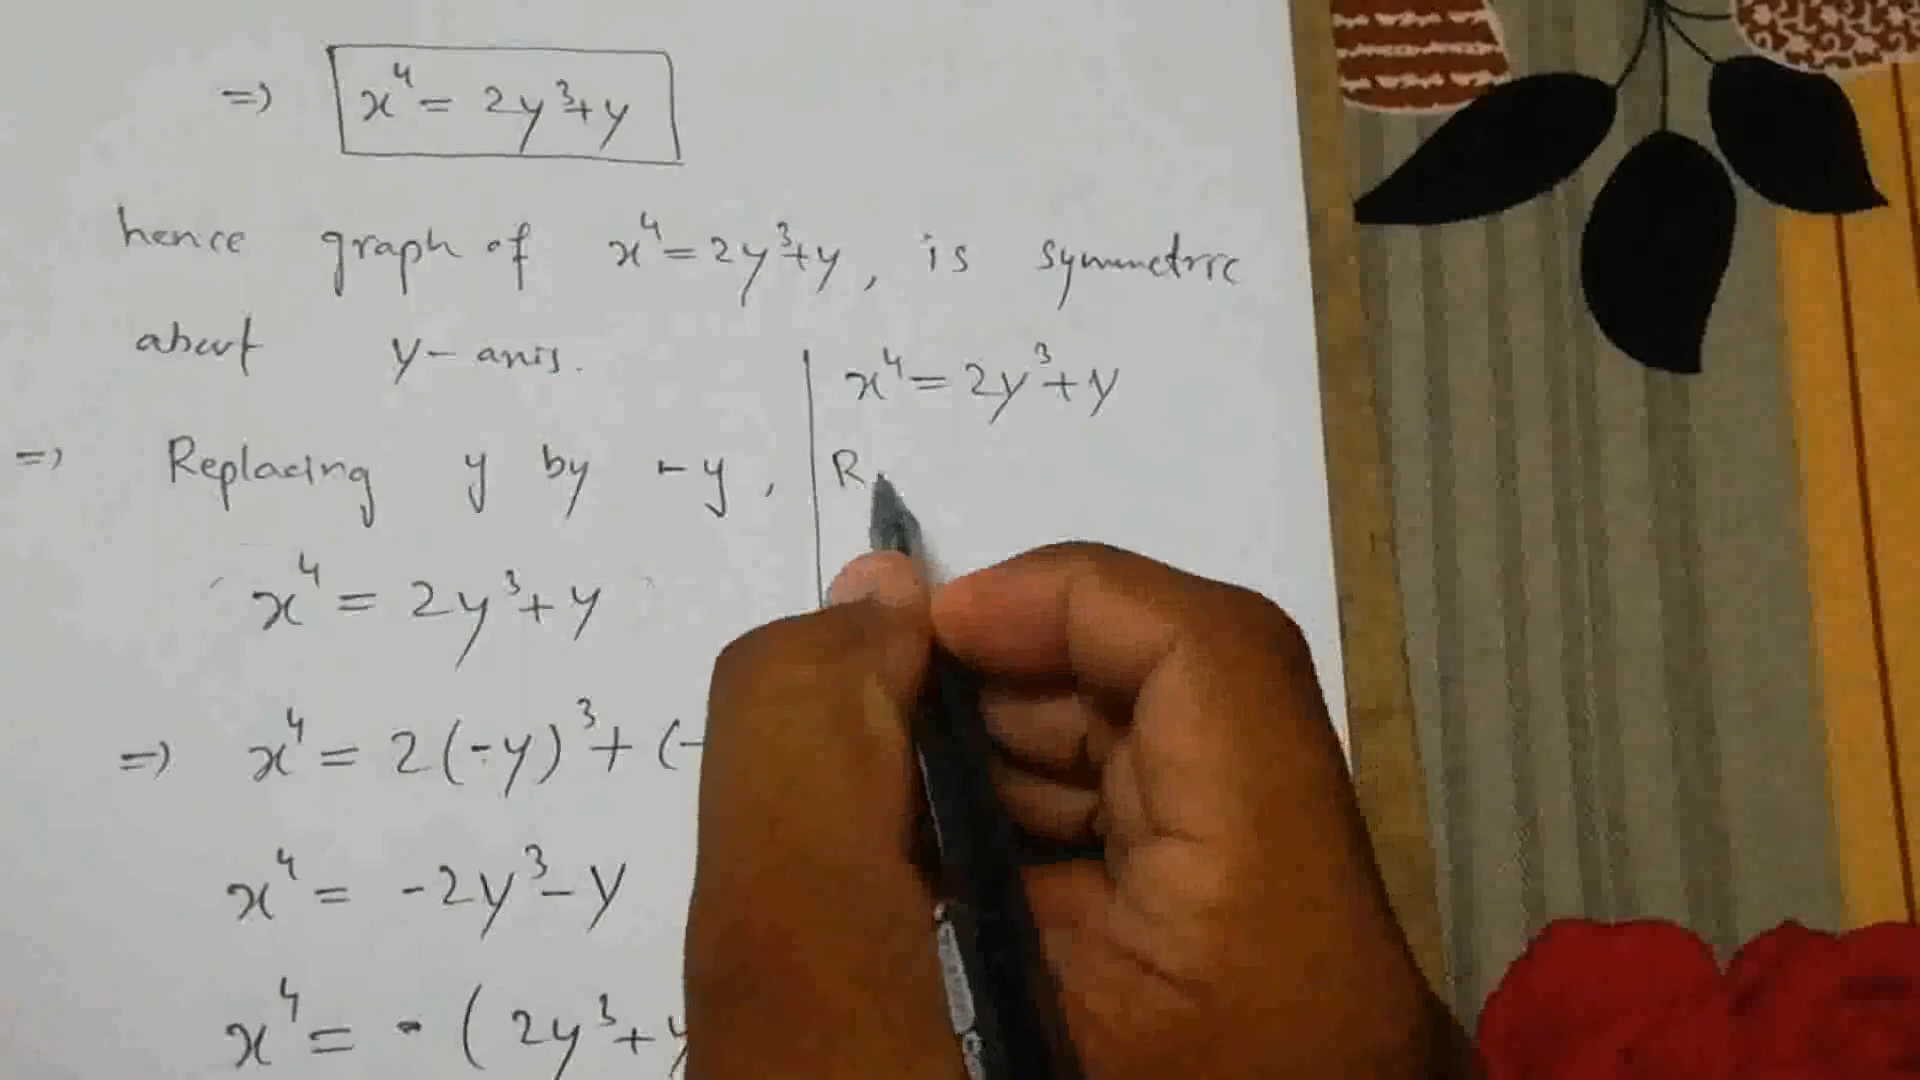 => x⁴ = 2y³+y
hence graph of x⁴=2y³+y, is symmetric
about y-axis.
=> Replacing y by -y,
x⁴ = 2y³+y
=> x⁴ = 2(-y)³+(-
x⁴ = -2y³-y
x⁴ = -(2y³+y
x⁴=2y³+y
R